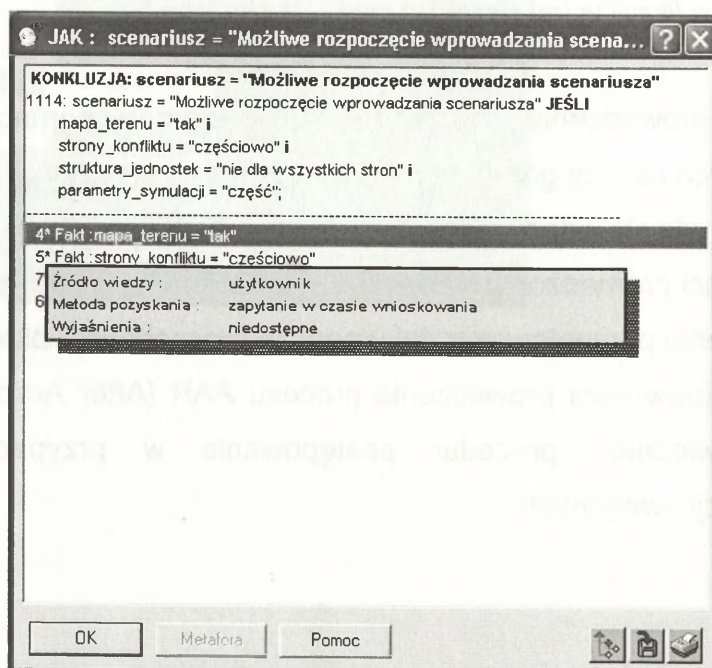 JAK : scenariusz = "Możliwe rozpoczęcie wprowadzania scena...
KONKLUZJA: scenariusz = "Możliwe rozpoczęcie wprowadzania scenariusza"
1114: scenariusz = "Możliwe rozpoczęcie wprowadzania scenariusza" JEŚLI
mapa_terenu = "tak" i
strony_konfliktu = "częściowo" i
struktura_jednostek = "nie dla wszystkich stron" i
parametry_symulacji = "część";
4* Fakt :mapa_terenu = "tak"
5* Fakt :strony_konfliktu = "częściowo"
7
6
Źródło wiedzy : użytkownik
Metoda pozyskania : zapytanie w czasie wnioskowania
Wyjaśnienia : niedostępne
OK Metafora Pomoc